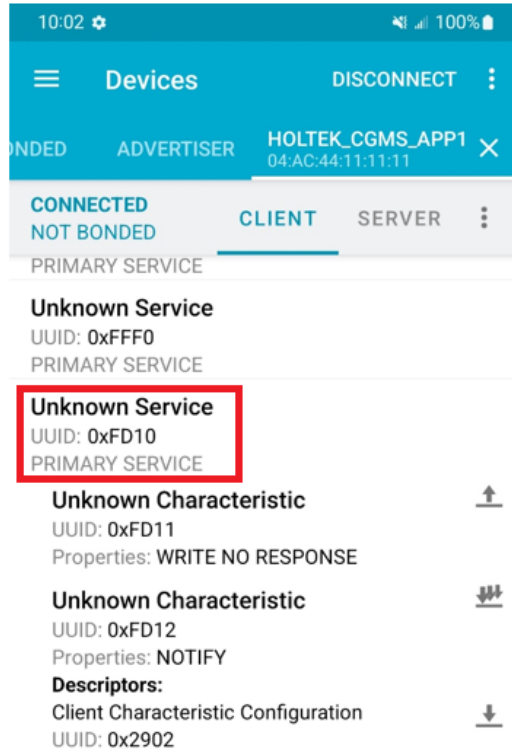 10:02 100%
Devices DISCONNECT
ONDED ADVERTISER HOLTEK_CGMS_APP1
04:AC:44:11:11:11
CONNECTED
NOT BONDED
CLIENT SERVER
PRIMARY SERVICE
Unknown Service
UUID: 0xFFF0
PRIMARY SERVICE
Unknown Service
UUID: 0xFD10
PRIMARY SERVICE
Unknown Characteristic
UUID: 0xFD11
Properties: WRITE NO RESPONSE
Unknown Characteristic
UUID: 0xFD12
Properties: NOTIFY
Descriptors:
Client Characteristic Configuration
UUID: 0x2902